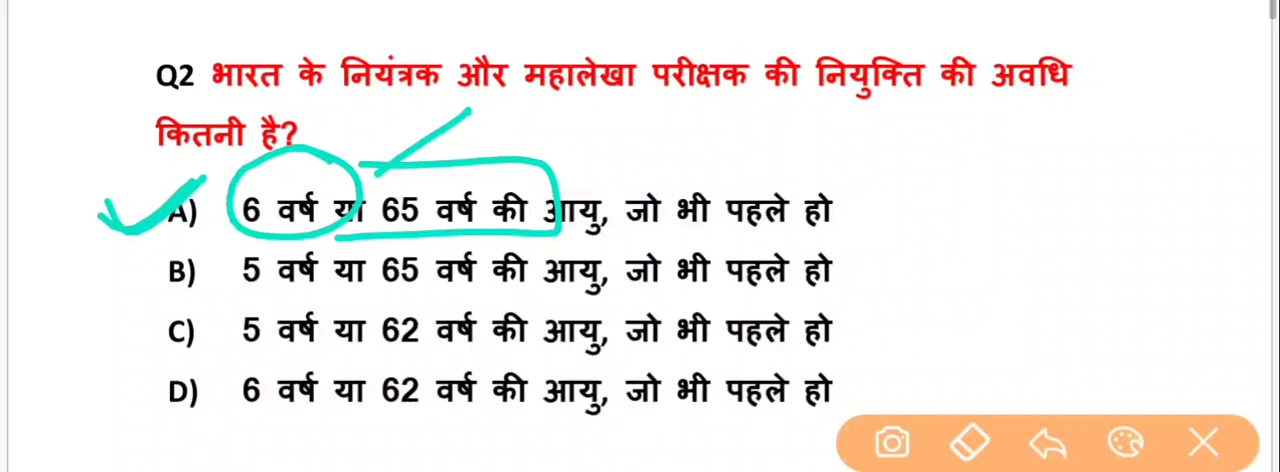 Q2 भारत के नियंत्रक और महालेखा परीक्षक की नियुक्ति की अवधि
कितनी है?
A) 6 वर्ष या 65 वर्ष की आयु, जो भी पहले हो
B) 5 वर्ष या 65 वर्ष की आयु, जो भी पहले हो
C) 5 वर्ष या 62 वर्ष की आयु, जो भी पहले हो
D) 6 वर्ष या 62 वर्ष की आयु, जो भी पहले हो